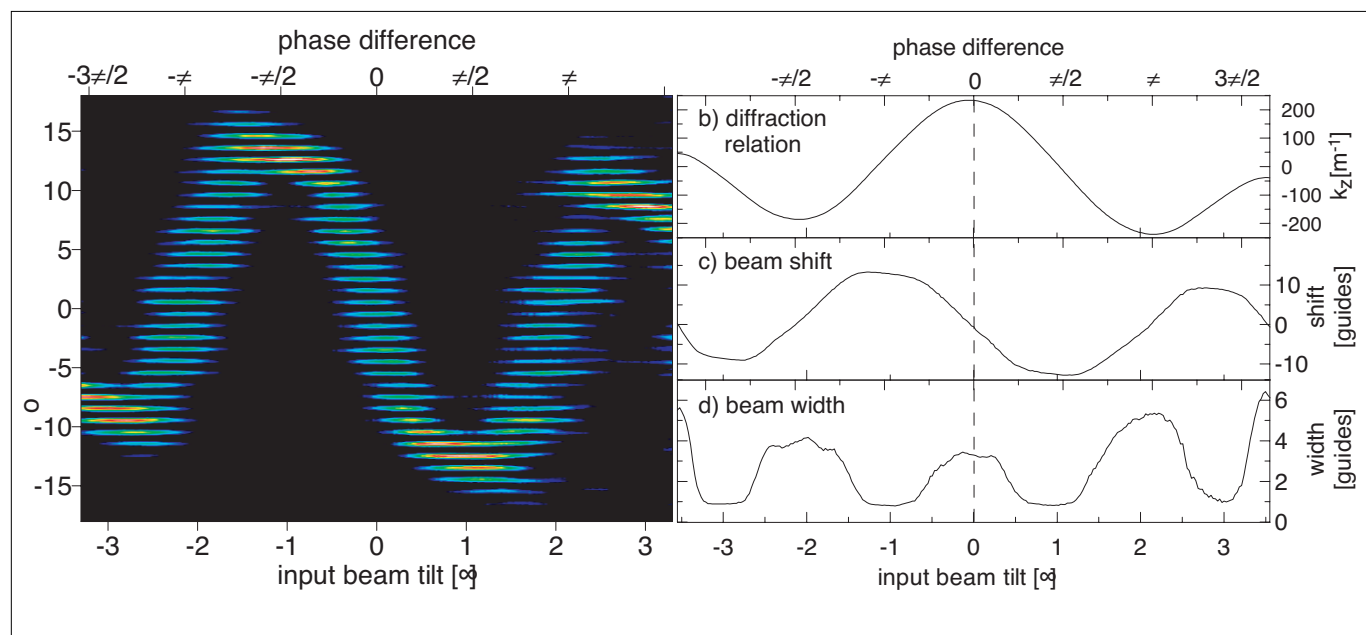 phase difference
-3≠/2 -≠ -≠/2 0 ≠/2 ≠
15
10
5
0
-5
o
-10
-15
-3 -2 -1 0 1 2 3
input beam tilt [∞]
phase difference
-≠/2 -≠ 0 ≠/2 ≠ 3≠/2
b) diffraction
relation
200
100
0
-100
-200
kz[m-1]
c) beam shift
10
0
-10
shift
[guides]
d) beam width
6
4
2
0
width
[guides]
-3 -2 -1 0 1 2 3
input beam tilt [∞]